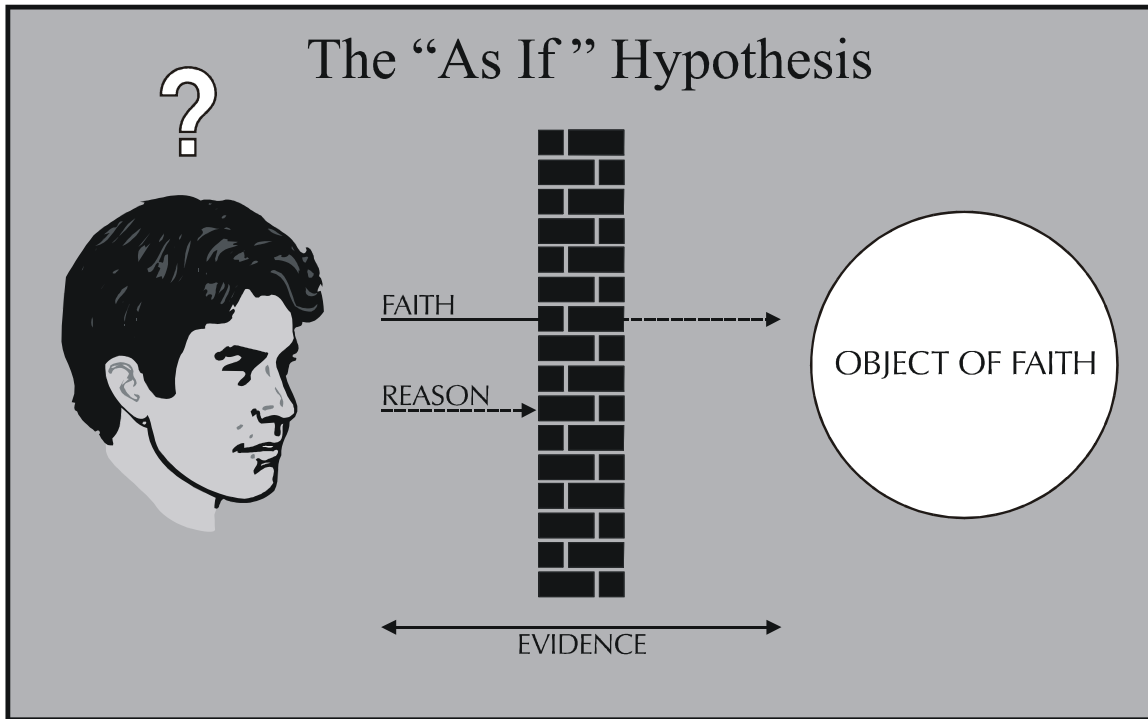 The “As If ” Hypothesis
?
FAITH
REASON
OBJECT OF FAITH
EVIDENCE